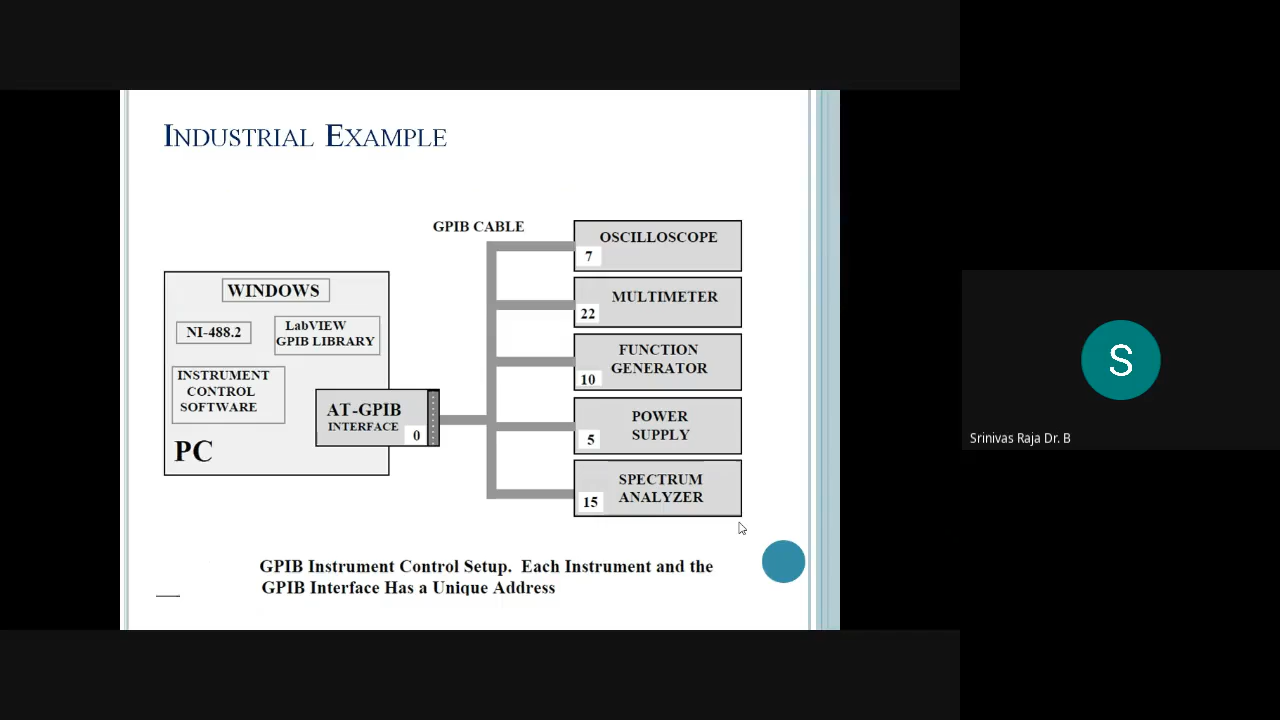 INDUSTRIAL EXAMPLE
GPIB CABLE
WINDOWS
NI-488.2
LabVIEW
GPIB LIBRARY
INSTRUMENT
CONTROL
SOFTWARE
PC
AT-GPIB
INTERFACE
0
OSCILLOSCOPE
7
MULTIMETER
22
FUNCTION
GENERATOR
10
POWER
SUPPLY
5
SPECTRUM
ANALYZER
15
GPIB Instrument Control Setup. Each Instrument and the
GPIB Interface Has a Unique Address
S
Srinivas Raja Dr. B